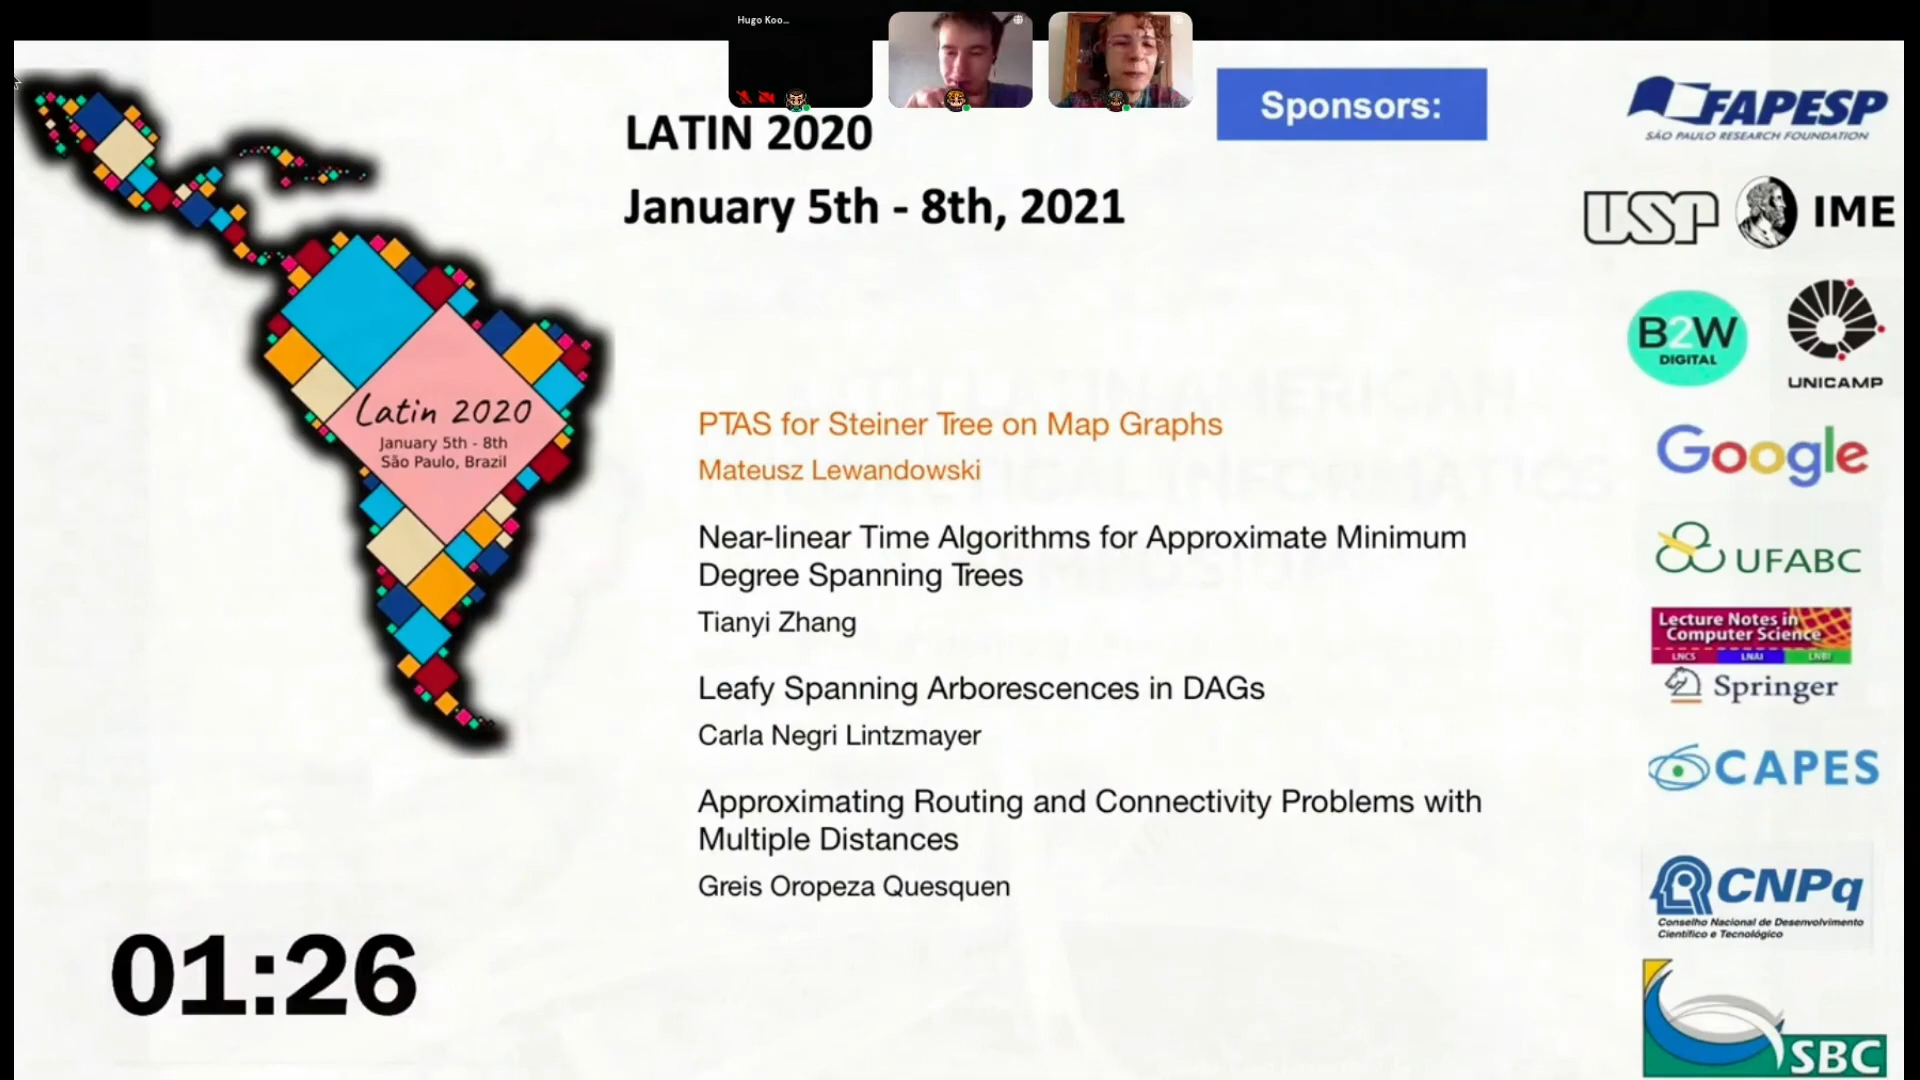 Hugo Koo...
LATIN 2020
January 5th - 8th, 2021
Sponsors:
Latin 2020
January 5th - 8th
São Paulo, Brazil
PTAS for Steiner Tree on Map Graphs
Mateusz Lewandowski
Near-linear Time Algorithms for Approximate Minimum
Degree Spanning Trees
Tianyi Zhang
Leafy Spanning Arborescences in DAGs
Carla Negri Lintzmayer
Approximating Routing and Connectivity Problems with
Multiple Distances
Greis Oropeza Quesquen
01:26
FAPESP
SÃO PAULO RESEARCH FOUNDATION
USP
IME
B2W
DIGITAL
UNICAMP
Google
UFABC
Lecture Notes in
Computer Science
LNCS LNAI LNBI
Springer
CAPES
CNPq
Conselho Nacional de Desenvolvimento
Científico e Tecnológico
SBC